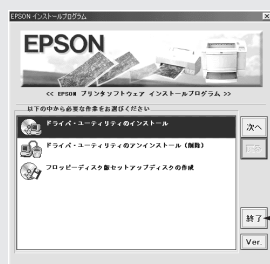 EPSON インストールプログラム
EPSON
<< EPSON プリンタソフトウェア インストールプログラム >>
以下の中から必要な作業をお選びください
ドライバ・ユーティリティのインストール
ドライバ・ユーティリティのアンインストール（削除）
フロッピーディスク版セットアップディスクの作成
次へ
終了
Ver.